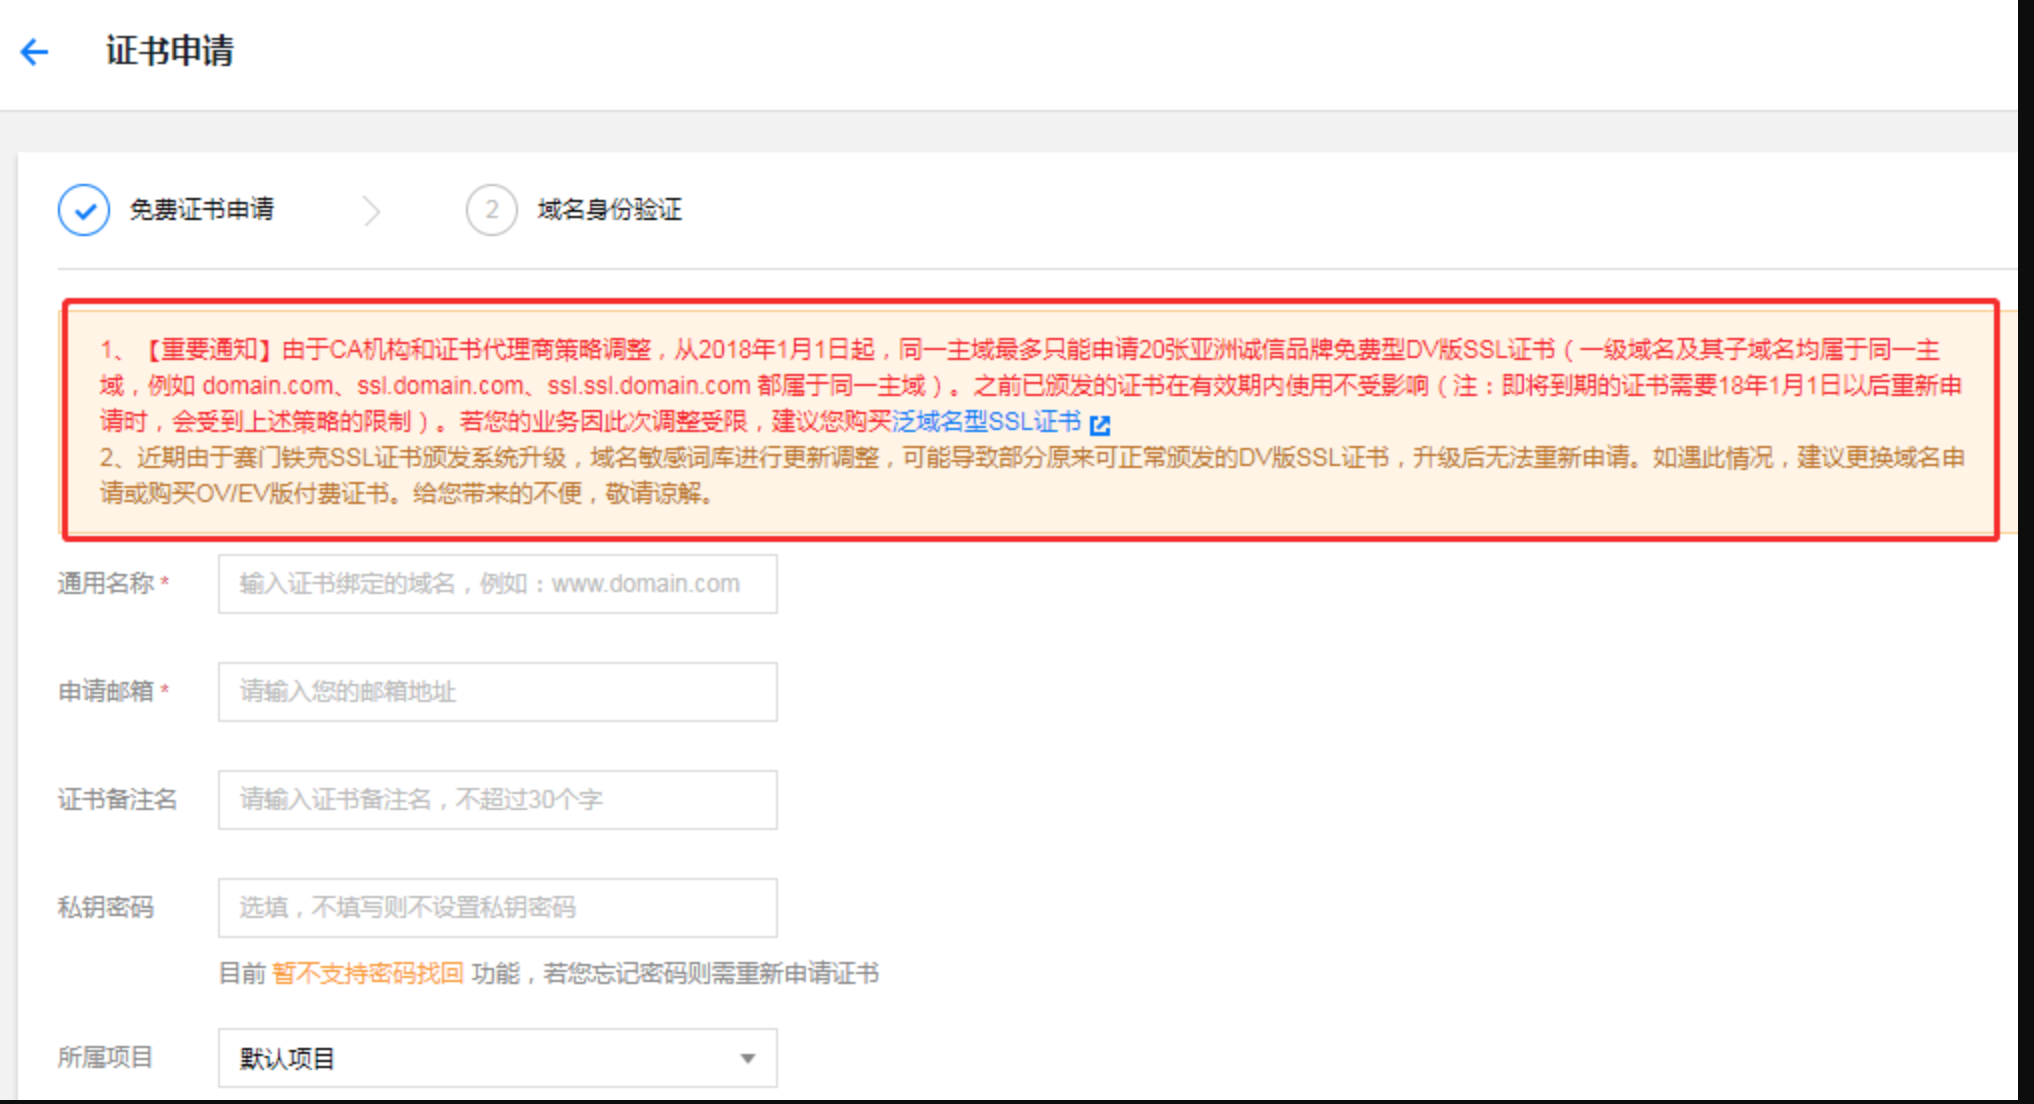 证书申请
免费证书申请
2 域名身份验证
1、【重要通知】由于CA机构和证书代理商策略调整，从2018年1月1日起，同一主域最多只能申请20张亚洲诚信品牌免费型DV版SSL证书（一级域名及其子域名均属于同一主
域，例如 domain.com、ssl.domain.com、ssl.ssl.domain.com 都属于同一主域）。之前已颁发的证书在有效期内使用不受影响（注：即将到期的证书需要18年1月1日以后重新申
请时，会受到上述策略的限制）。若您的业务因此次调整受限，建议您购买泛域名型SSL证书
2、近期由于赛门铁克SSL证书颁发系统升级，域名敏感词库进行更新调整，可能导致部分原来可正常颁发的DV版SSL证书，升级后无法重新申请。如遇此情况，建议更换域名申
请或购买OV/EV版付费证书。给您带来的不便，敬请谅解。
通用名称 * 输入证书绑定的域名，例如：www.domain.com
申请邮箱 * 请输入您的邮箱地址
证书备注名 请输入证书备注名，不超过30个字
私钥密码 选填，不填写则不设置私钥密码
目前 暂不支持密码找回 功能，若您忘记密码则需重新申请证书
所属项目 默认项目